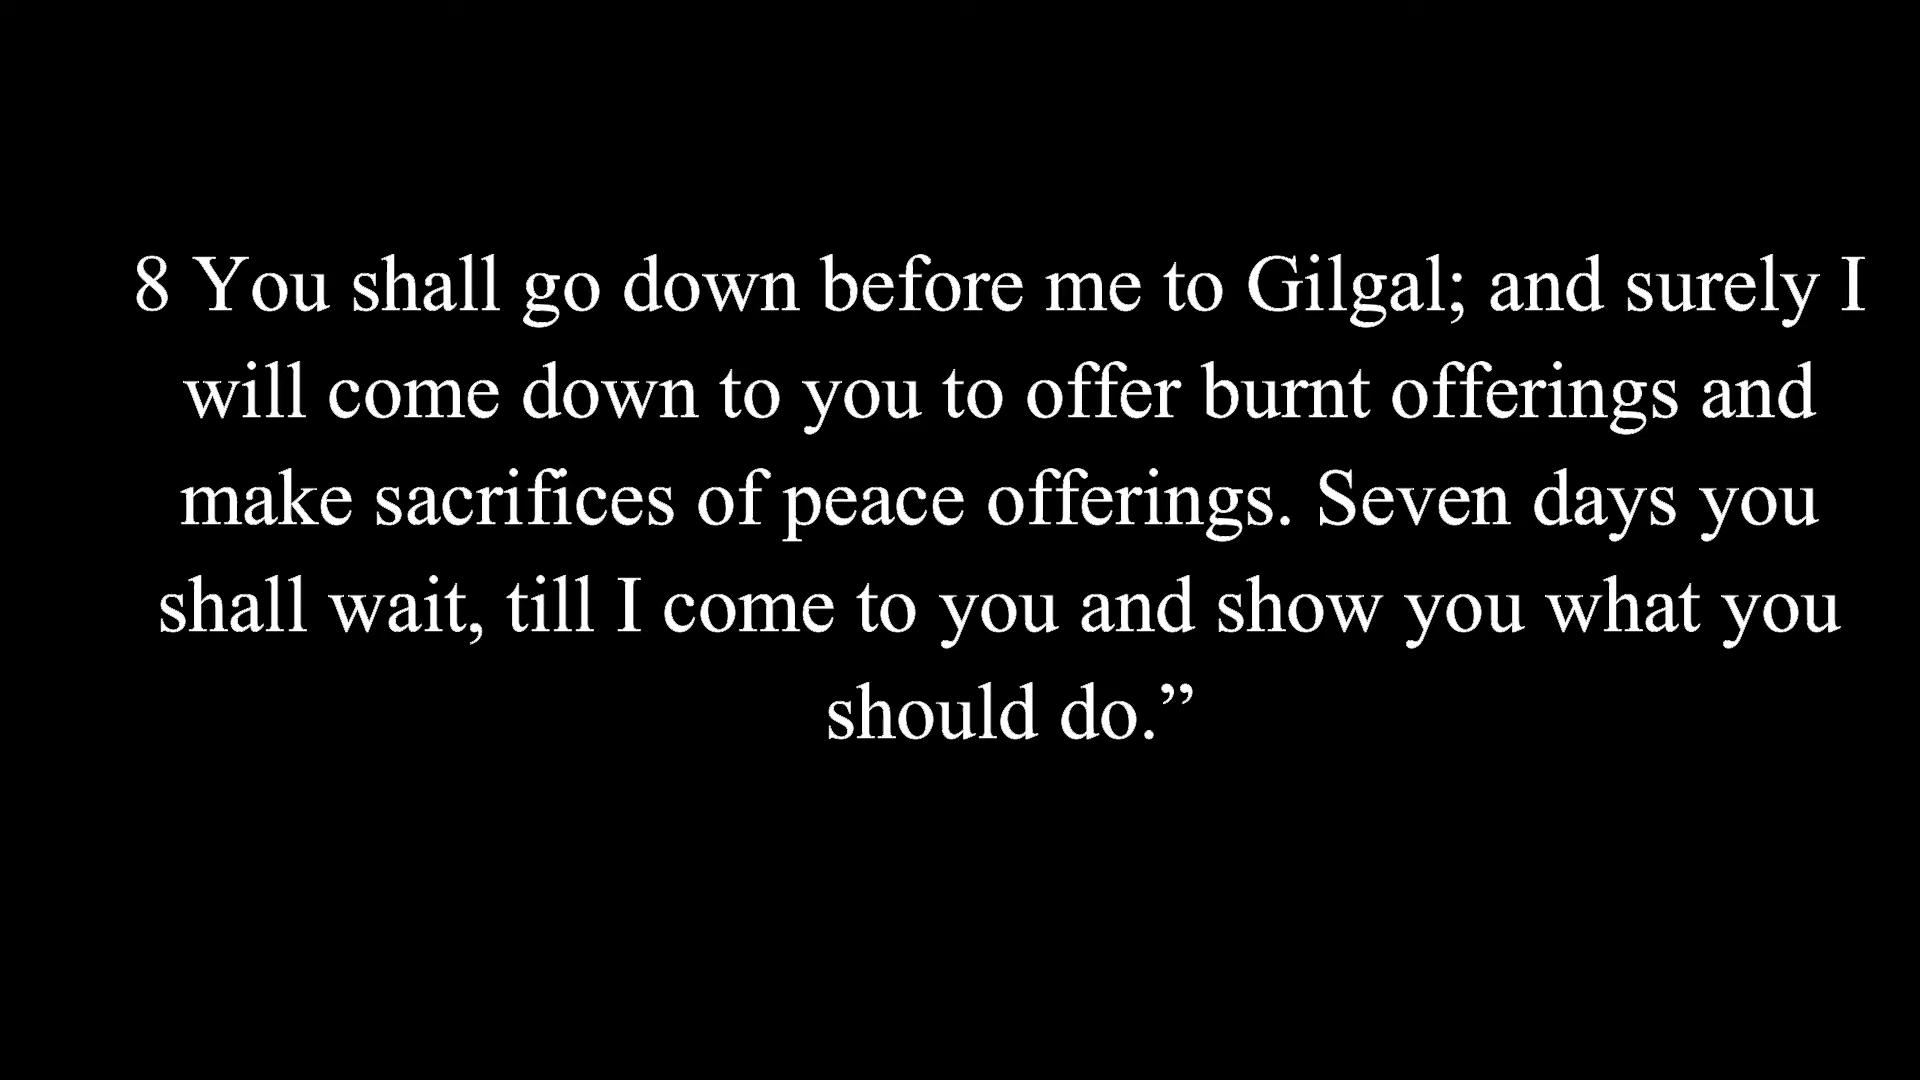 8 You shall go down before me to Gilgal; and surely I
will come down to you to offer burnt offerings and
make sacrifices of peace offerings. Seven days you
shall wait, till I come to you and show you what you
should do.”